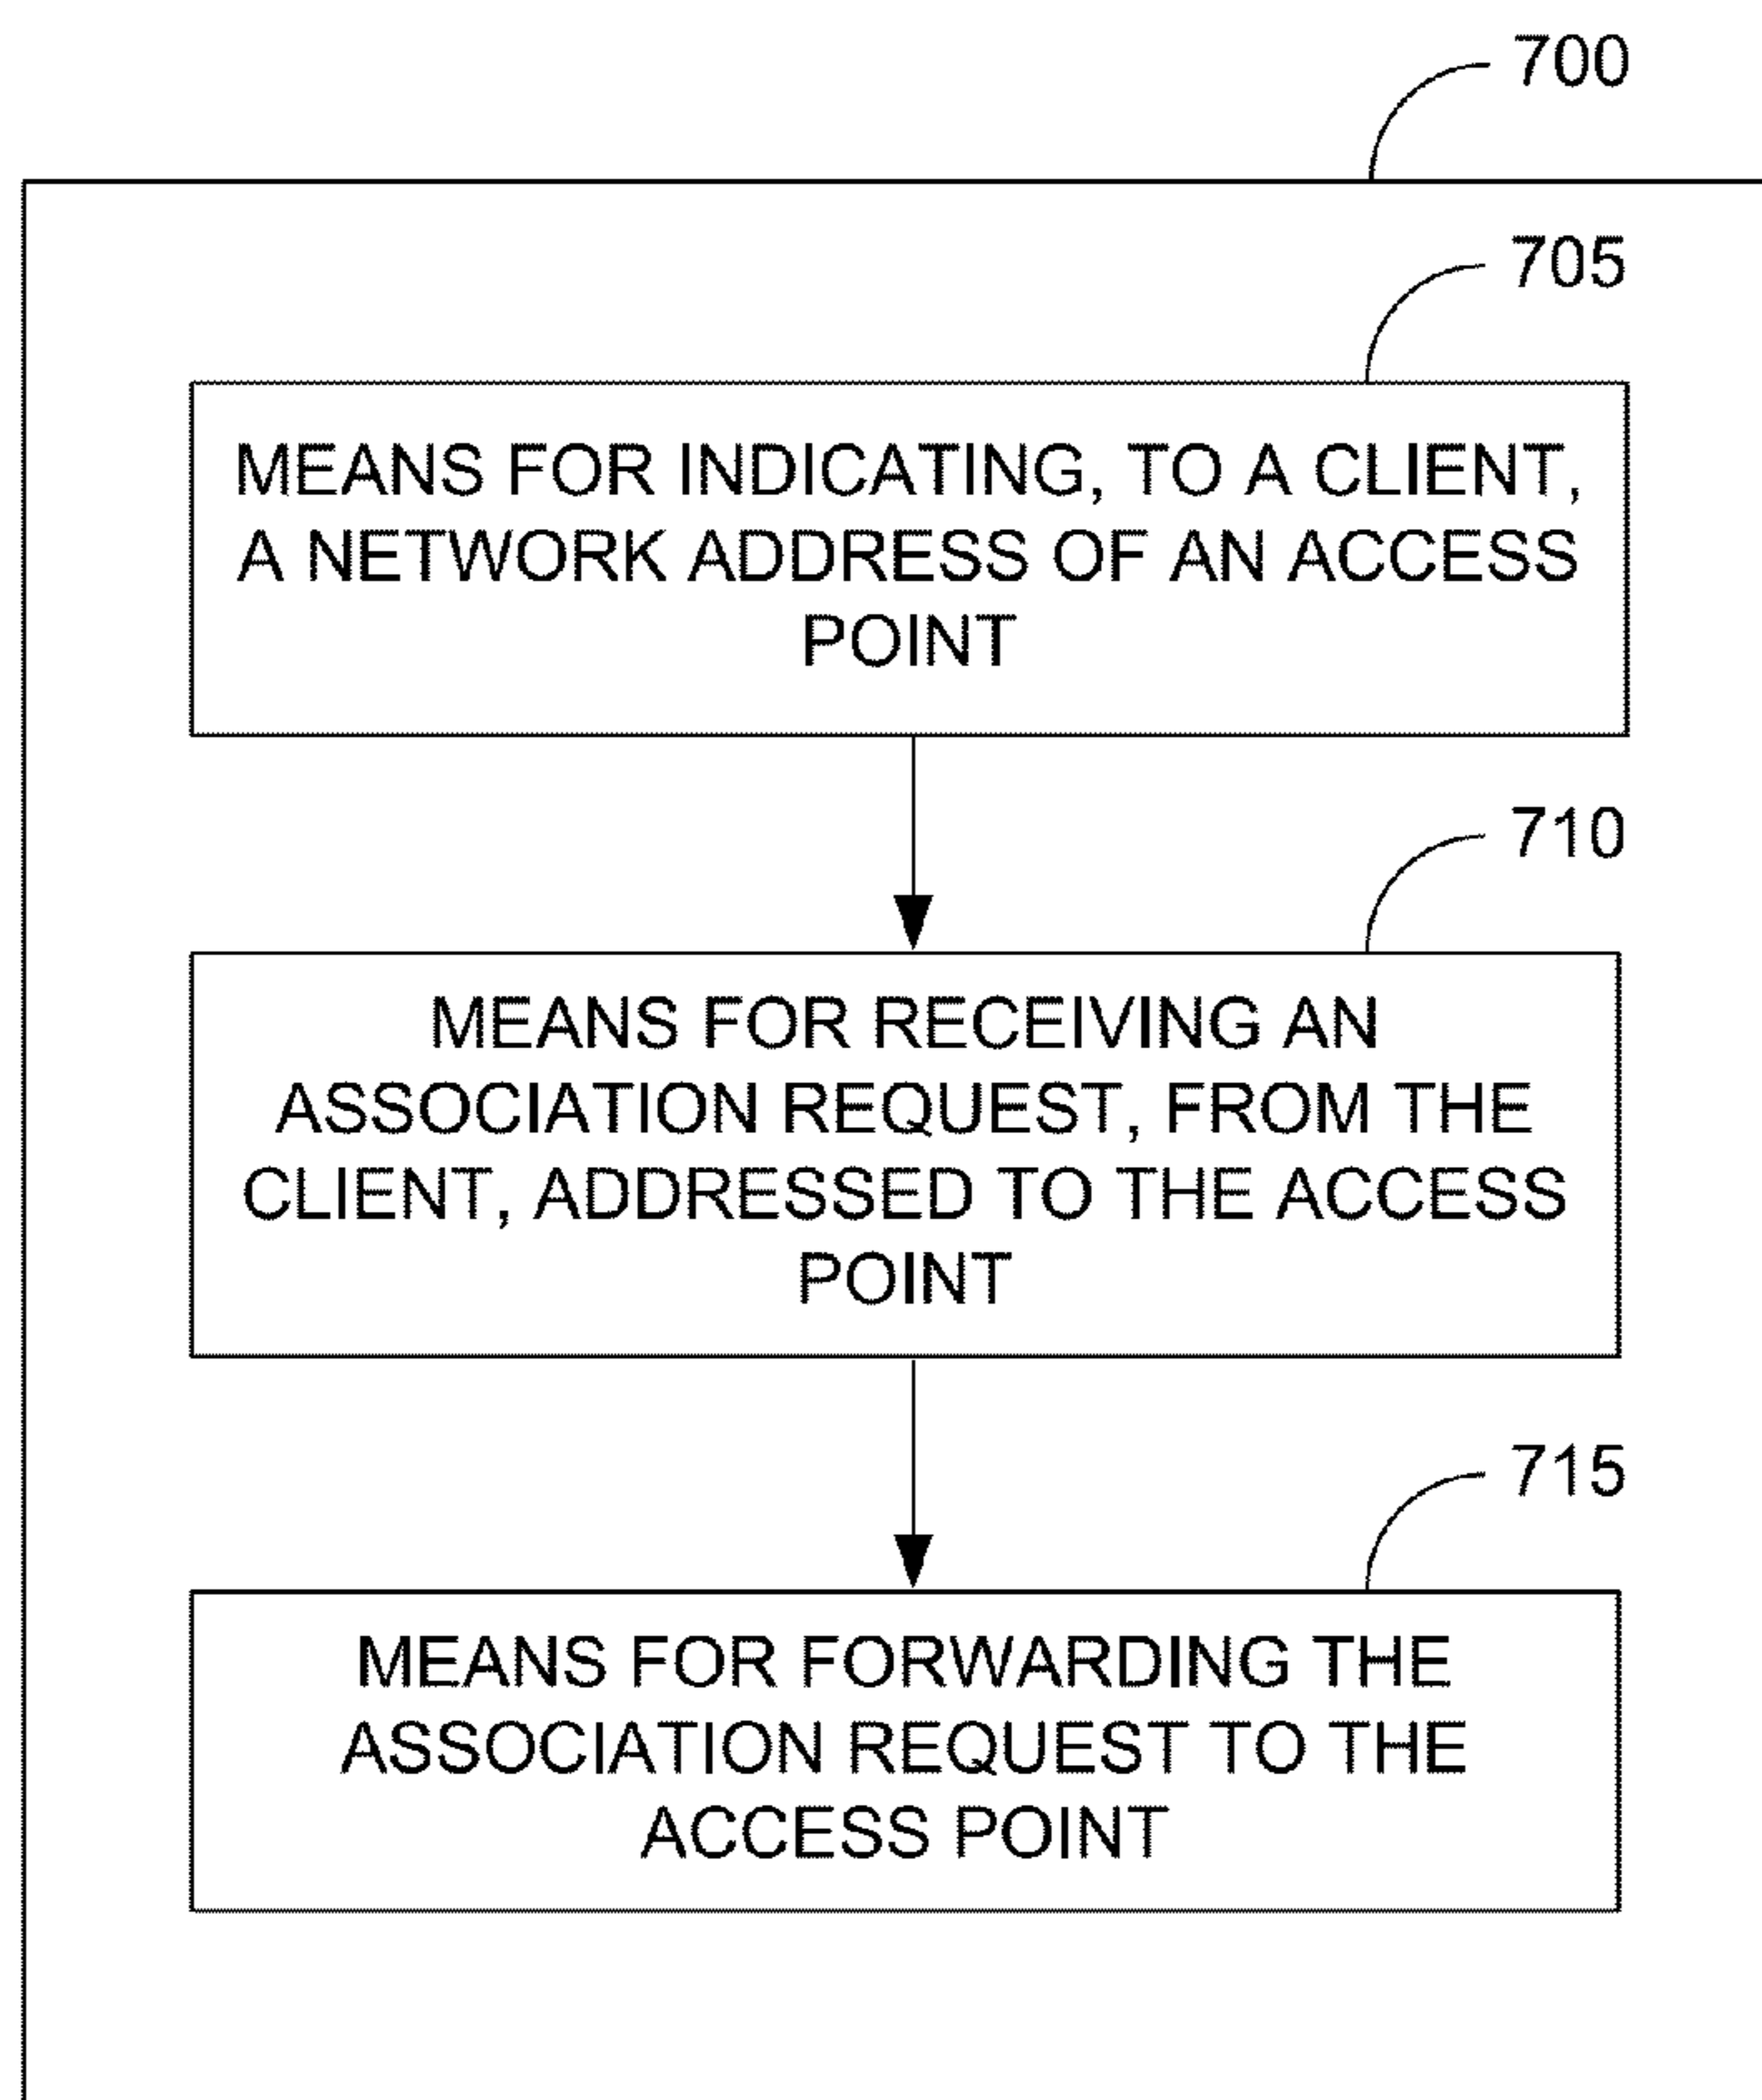 700
705
MEANS FOR INDICATING, TO A CLIENT,
A NETWORK ADDRESS OF AN ACCESS
POINT
710
MEANS FOR RECEIVING AN
ASSOCIATION REQUEST, FROM THE
CLIENT, ADDRESSED TO THE ACCESS
POINT
715
MEANS FOR FORWARDING THE
ASSOCIATION REQUEST TO THE
ACCESS POINT